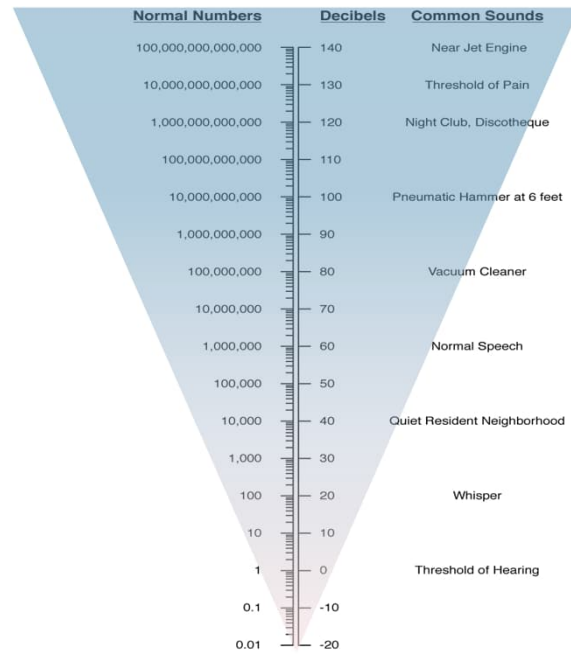 Normal Numbers Decibels Common Sounds
100,000,000,000,000 140 Near Jet Engine
10,000,000,000,000 130 Threshold of Pain
1,000,000,000,000 120 Night Club, Discotheque
100,000,000,000 110
10,000,000,000 100 Pneumatic Hammer at 6 feet
1,000,000,000 90
100,000,000 80 Vacuum Cleaner
10,000,000 70
1,000,000 60 Normal Speech
100,000 50
10,000 40 Quiet Resident Neighborhood
1,000 30
100 20 Whisper
10 10
1 0 Threshold of Hearing
0.1 -10
0.01 -20